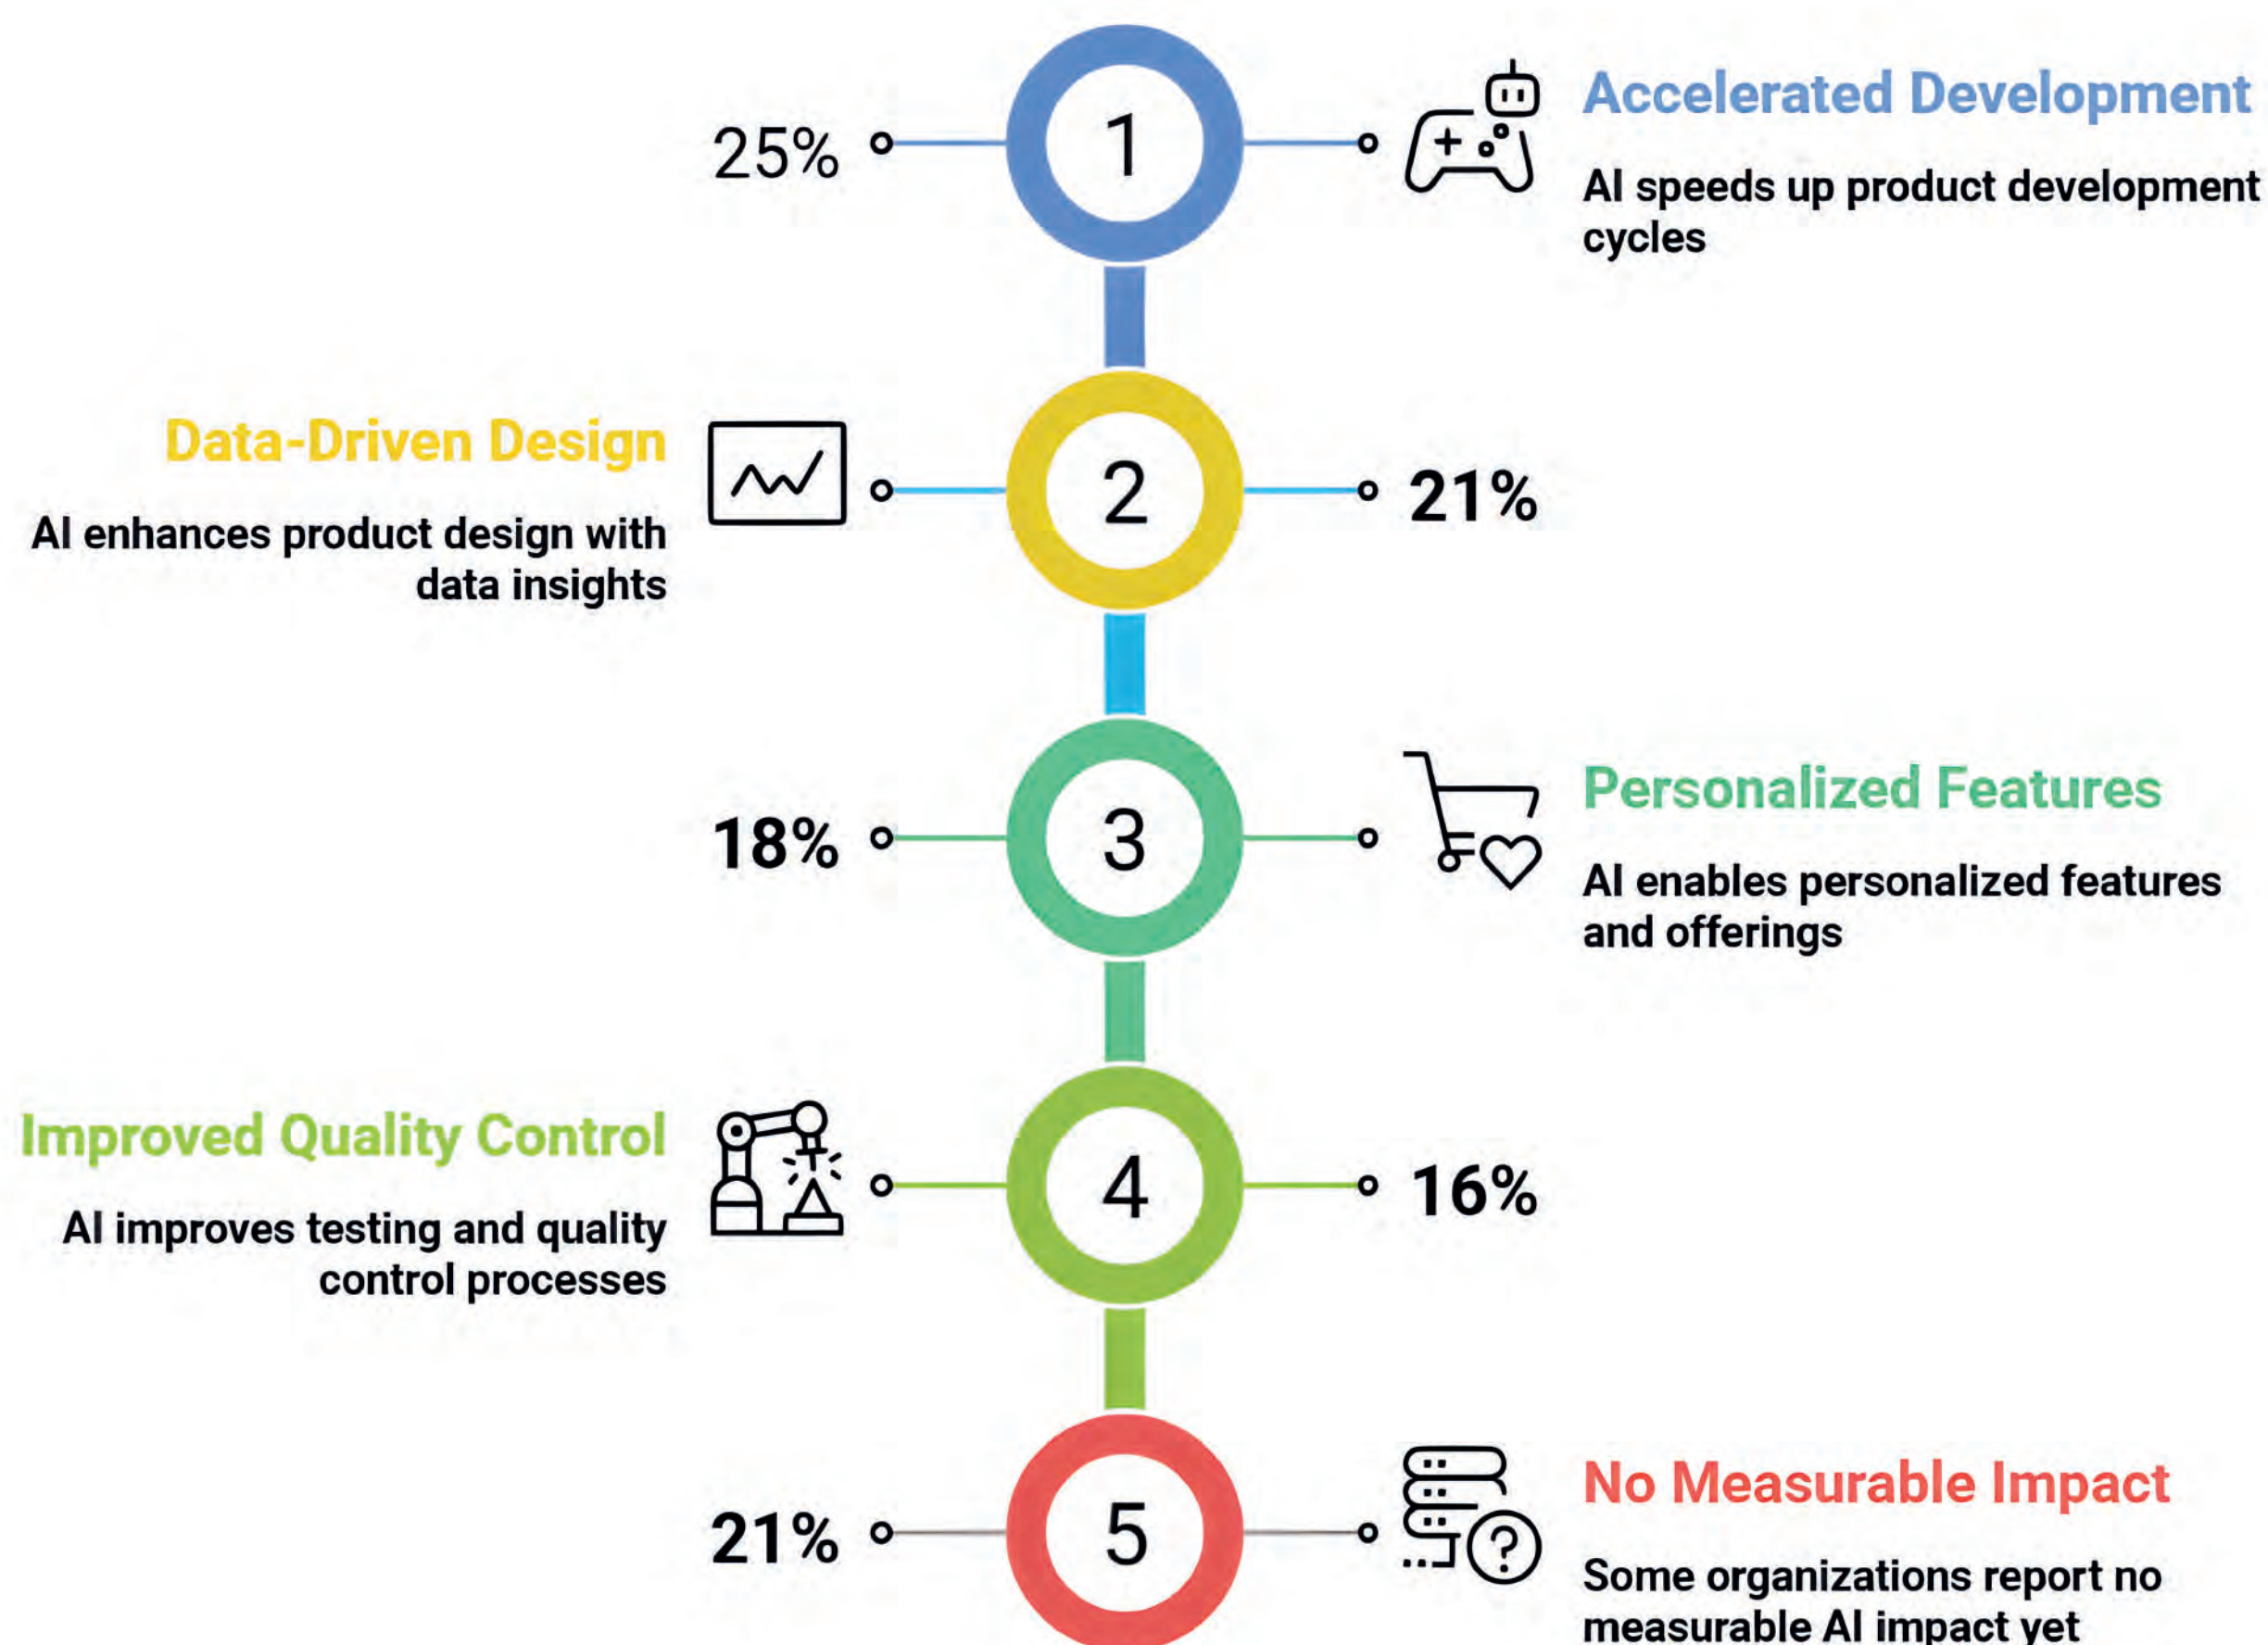 25%
1
Accelerated Development
AI speeds up product development
cycles
Data-Driven Design
AI enhances product design with
data insights
2
21%
18%
3
Personalized Features
AI enables personalized features
and offerings
Improved Quality Control
AI improves testing and quality
control processes
4
16%
21%
5
?
No Measurable Impact
Some organizations report no
measurable AI impact yet